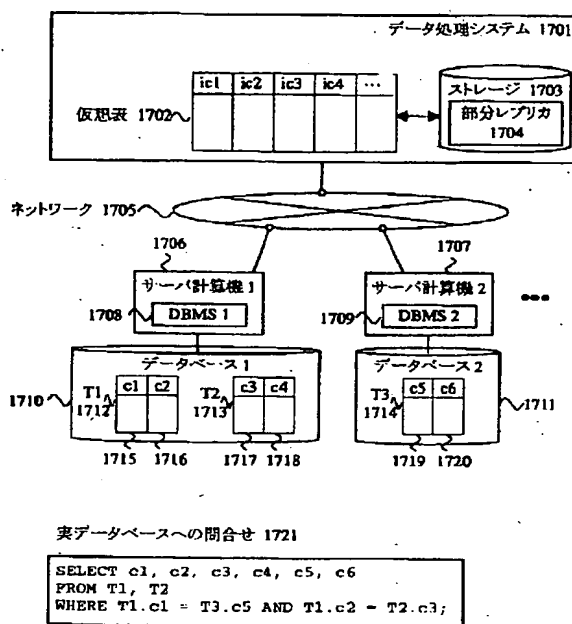 データ処理システム 1701
ic1 ic2 ic3 ic4 …
ストレージ 1703
仮想表 1702
部分レプリカ
1704
ネットワーク 1705
1706
1707
サーバ計算機 1
サーバ計算機 2
1708
DBMS 1
1709
DBMS 2
データベース 1
データベース 2
T1
1712
c1 c2
T2
1713
c3 c4
T3
1714
c5 c6
1710
1711
1715 1716 1717 1718 1719 1720
実データベースへの問合せ 1721
SELECT c1, c2, c3, c4, c5, c6
FROM T1, T2
WHERE T1.c1 = T3.c5 AND T1.c2 = T2.c3;